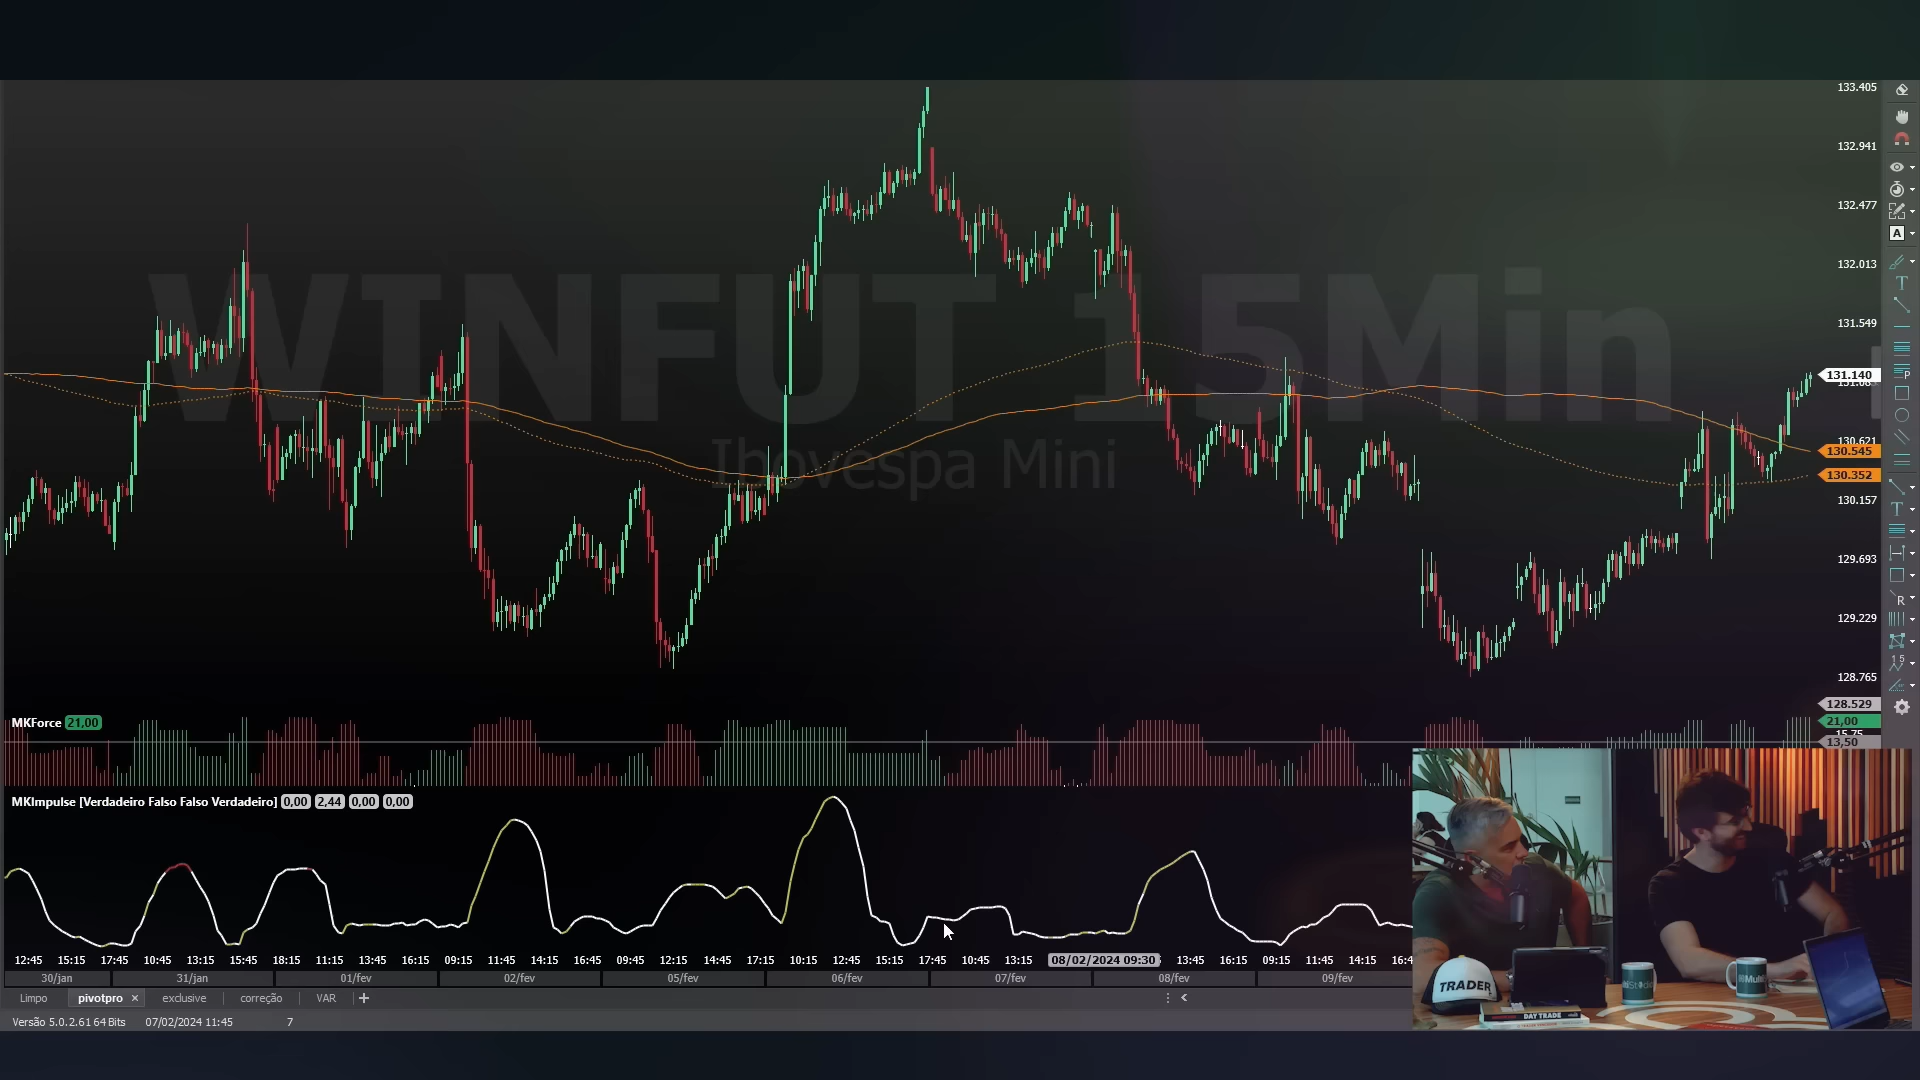 133.405
132.941
132.477
132.013
131.549
131.140
130.621
130.545
130.352
130.157
129.693
129.229
128.765
128.529
21,00
15,75
13,50
WINFUT 15Min
Ibovespa Mini
A
T
P
T
R
1 5
MKForce 21,00
MKImpulse [Verdadeiro Falso Falso Verdadeiro] 0,00 2,44 0,00 0,00
12:45 15:15 17:45 10:45 13:15 15:45 18:15 11:15 13:45 16:15 09:15 11:45 14:15 16:45 09:45 12:15 14:45 17:15 10:15 12:45 15:15 17:45 10:45 13:15 08/02/2024 09:30 13:45 16:15 09:15 11:45 14:15
30/jan 31/jan 01/fev 02/fev 05/fev 06/fev 07/fev 08/fev 09/fev
Limpo pivotpro × exclusive correção VAR +
Versão 5.0.2.61 64 Bits 07/02/2024 11:45 7
TRADER
DAY TRADE